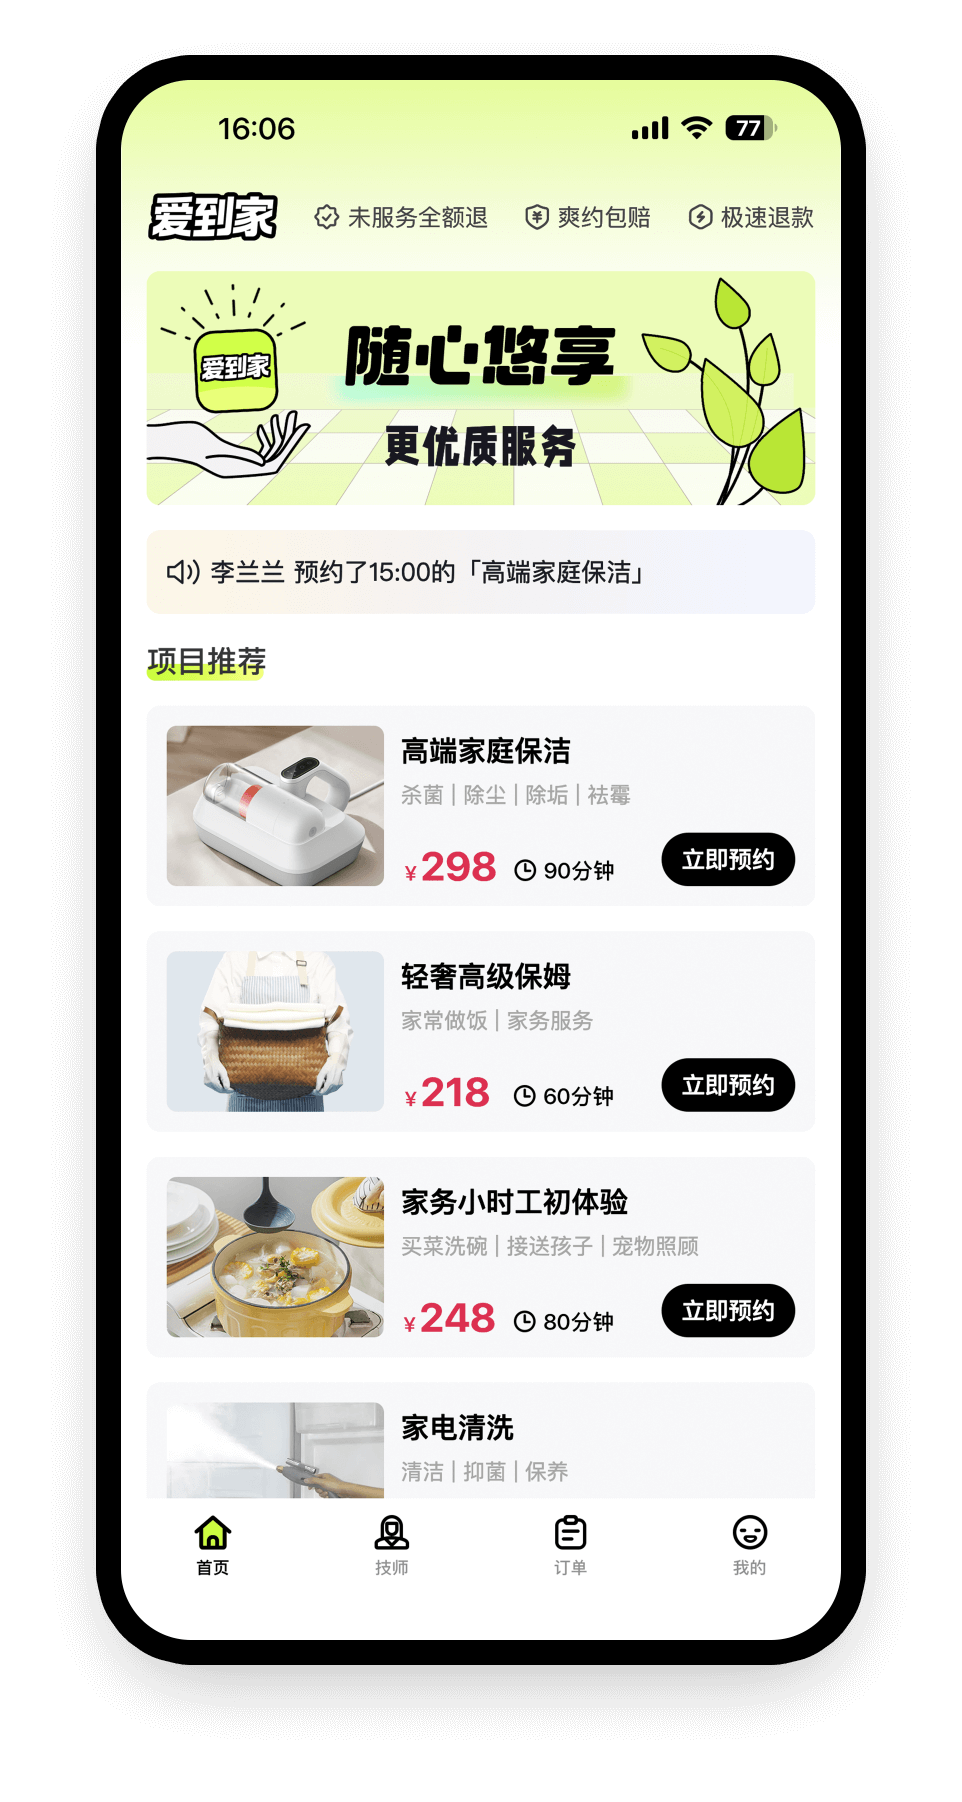 16:06
77
爱到家
未服务全额退
爽约包赔
极速退款
爱到家
随心悠享
更优质服务
李兰兰 预约了15:00的「高端家庭保洁」
项目推荐
高端家庭保洁
杀菌 | 除尘 | 除垢 | 祛霉
¥298 90分钟 立即预约
轻奢高级保姆
家常做饭 | 家务服务
¥218 60分钟 立即预约
家务小时工初体验
买菜洗碗 | 接送孩子 | 宠物照顾
¥248 80分钟 立即预约
家电清洗
清洁 | 抑菌 | 保养
首页
技师
订单
我的